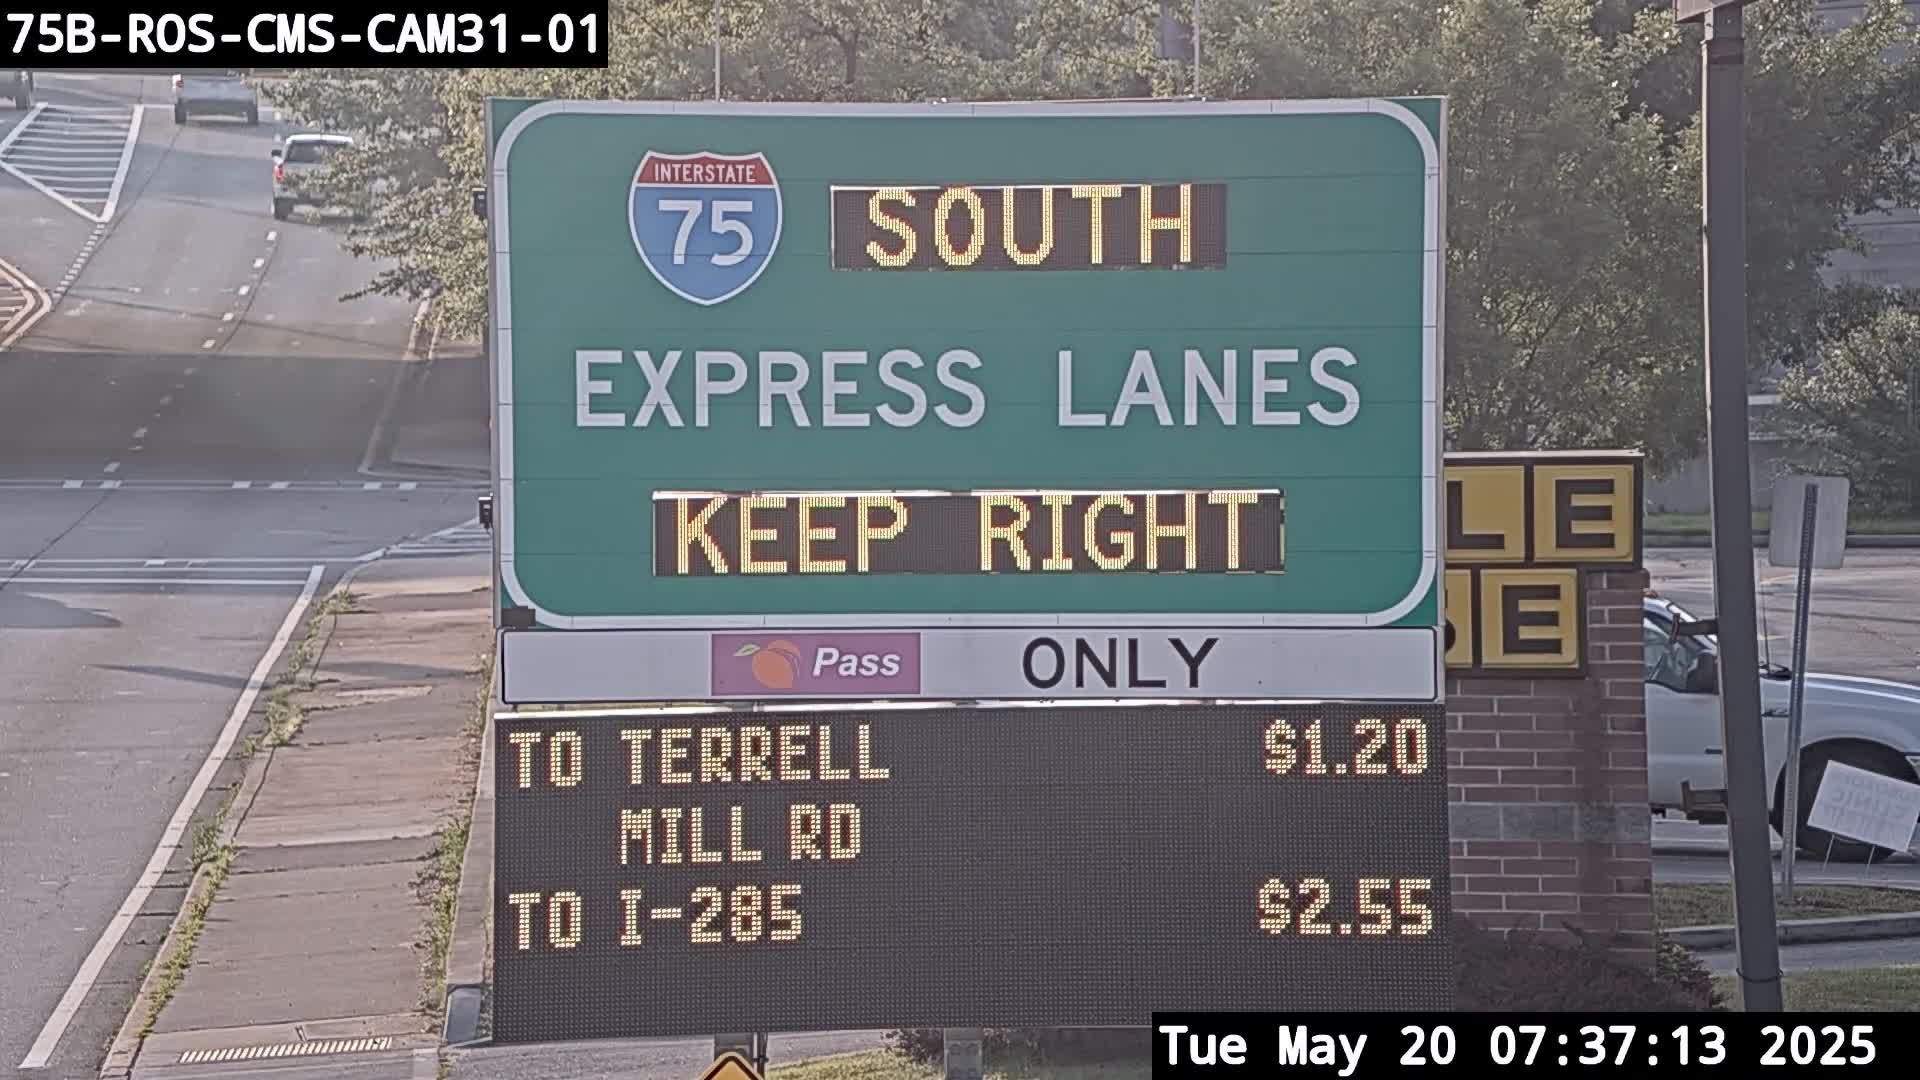 75B-ROS-CMS-CAM31-01
INTERSTATE
75
SOUTH
EXPRESS LANES
KEEP RIGHT
Pass ONLY
LE
E
TO TERRELL $1.20
MILL RD
TO I-285 $2.55
Tue May 20 07:37:13 2025